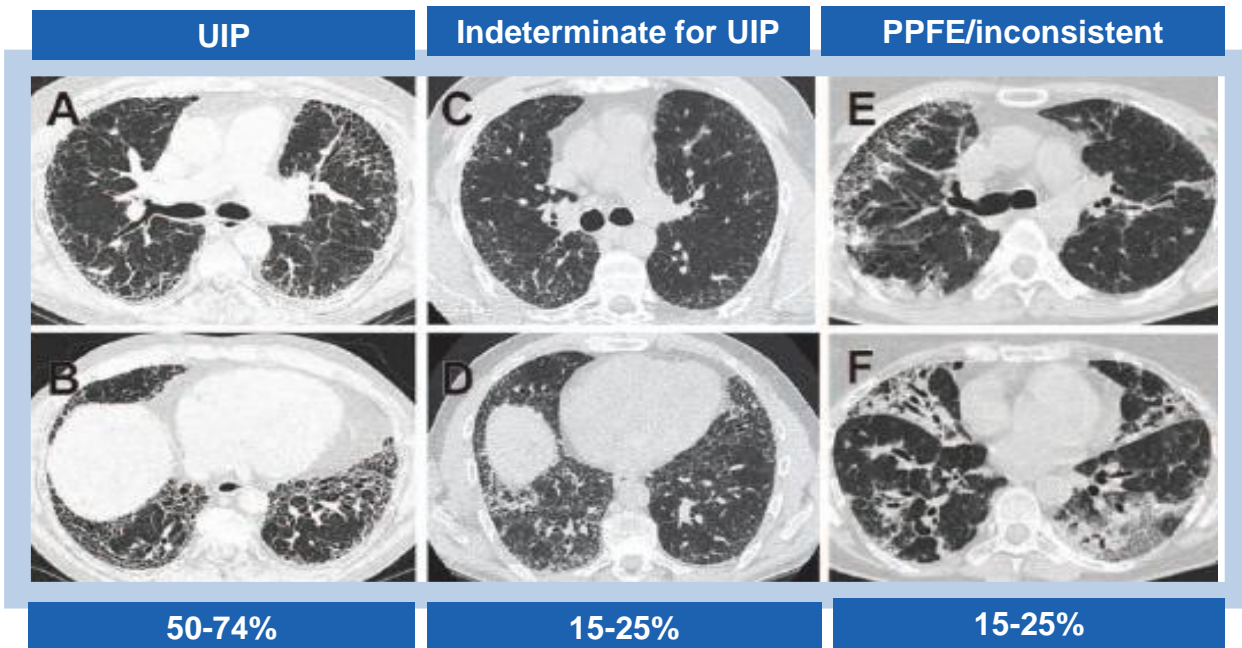 UIP
Indeterminate for UIP
PPFE/inconsistent
A
C
E
B
D
F
50-74%
15-25%
15-25%